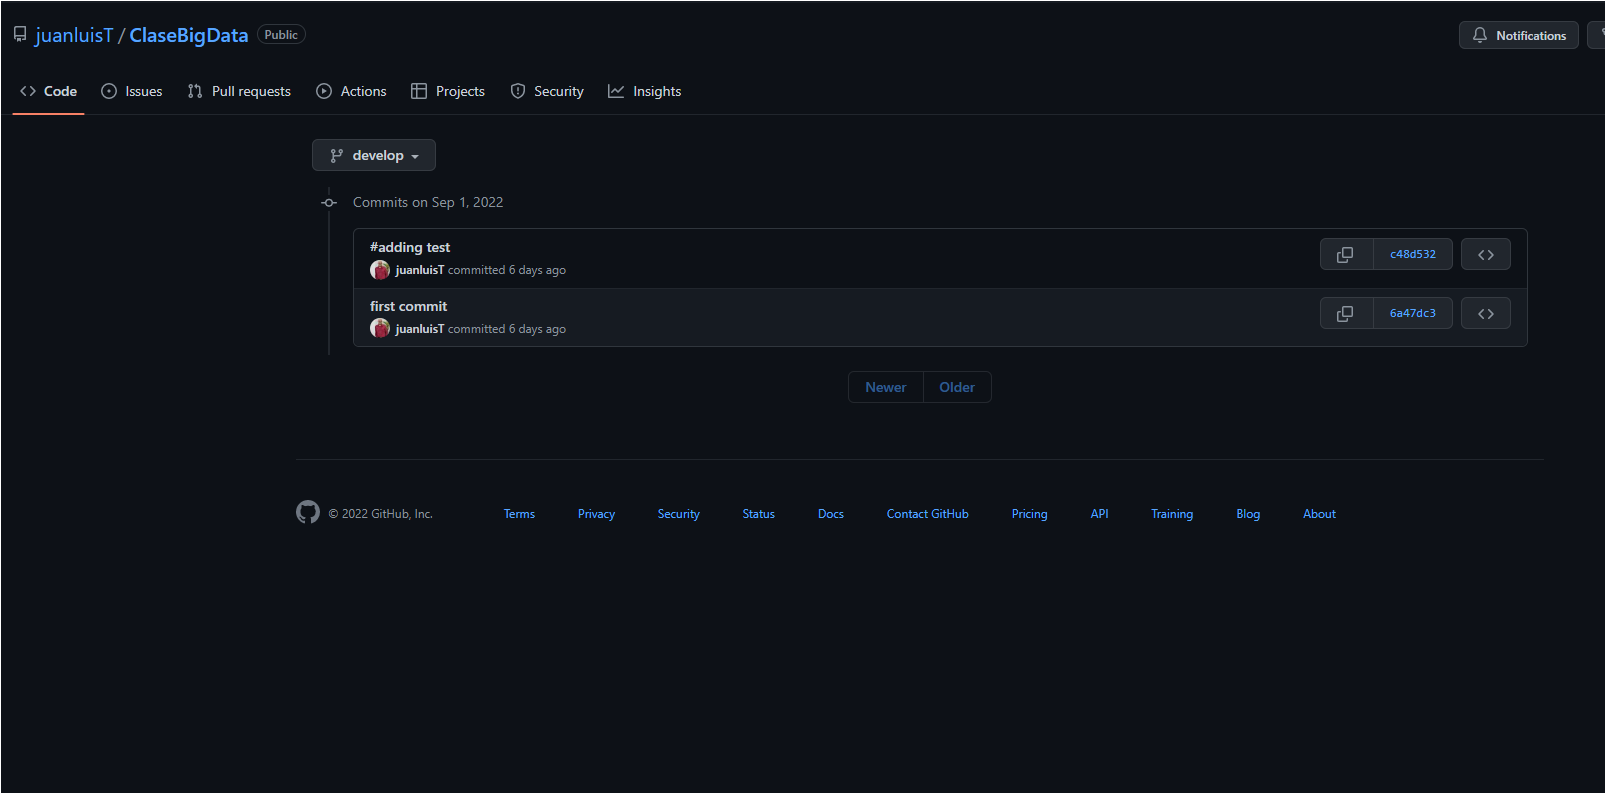 juanluisT / ClaseBigData Public
Notifications
Code Issues Pull requests Actions Projects Security Insights
develop
Commits on Sep 1, 2022
#adding test
juanluisT committed 6 days ago
c48d532
first commit
juanluisT committed 6 days ago
6a47dc3
Newer Older
© 2022 GitHub, Inc. Terms Privacy Security Status Docs Contact GitHub Pricing API Training Blog About